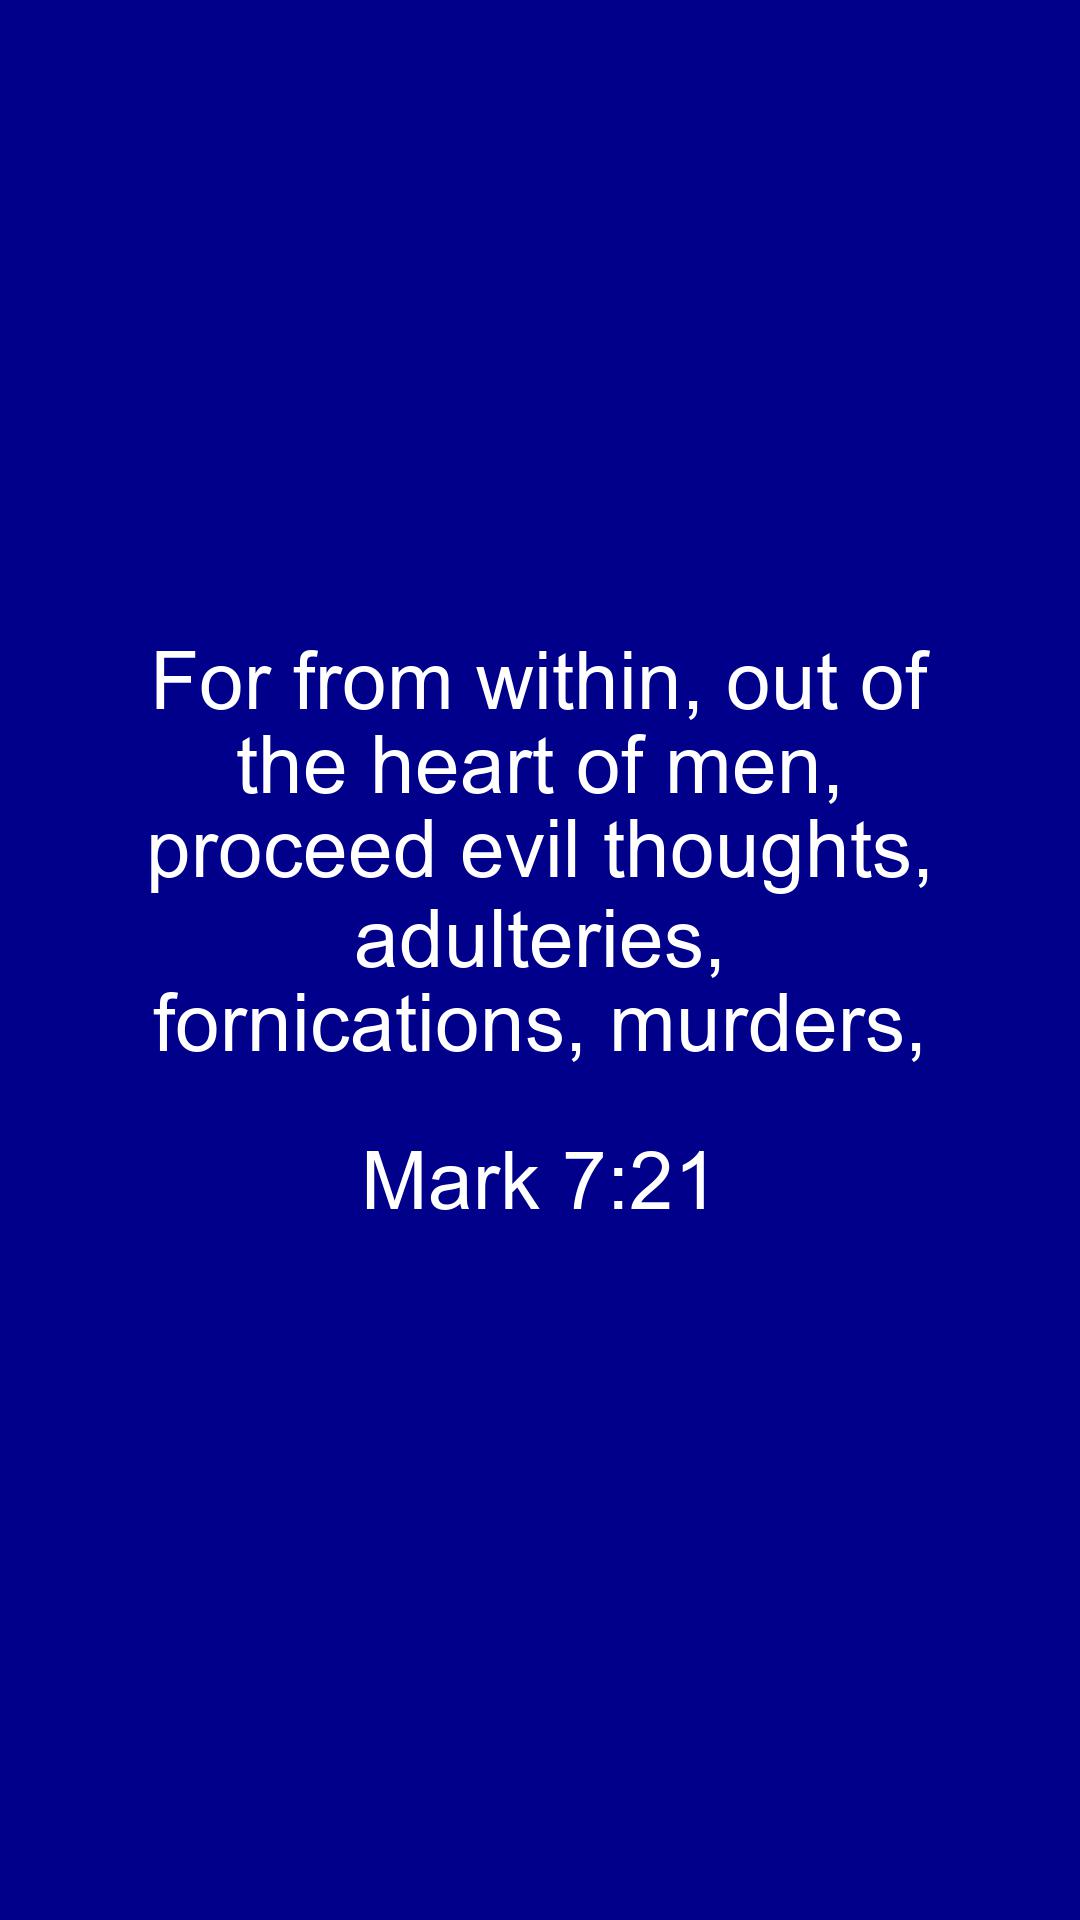 For from within, out of
the heart of men,
proceed evil thoughts,
adulteries,
fornications, murders,
Mark 7:21